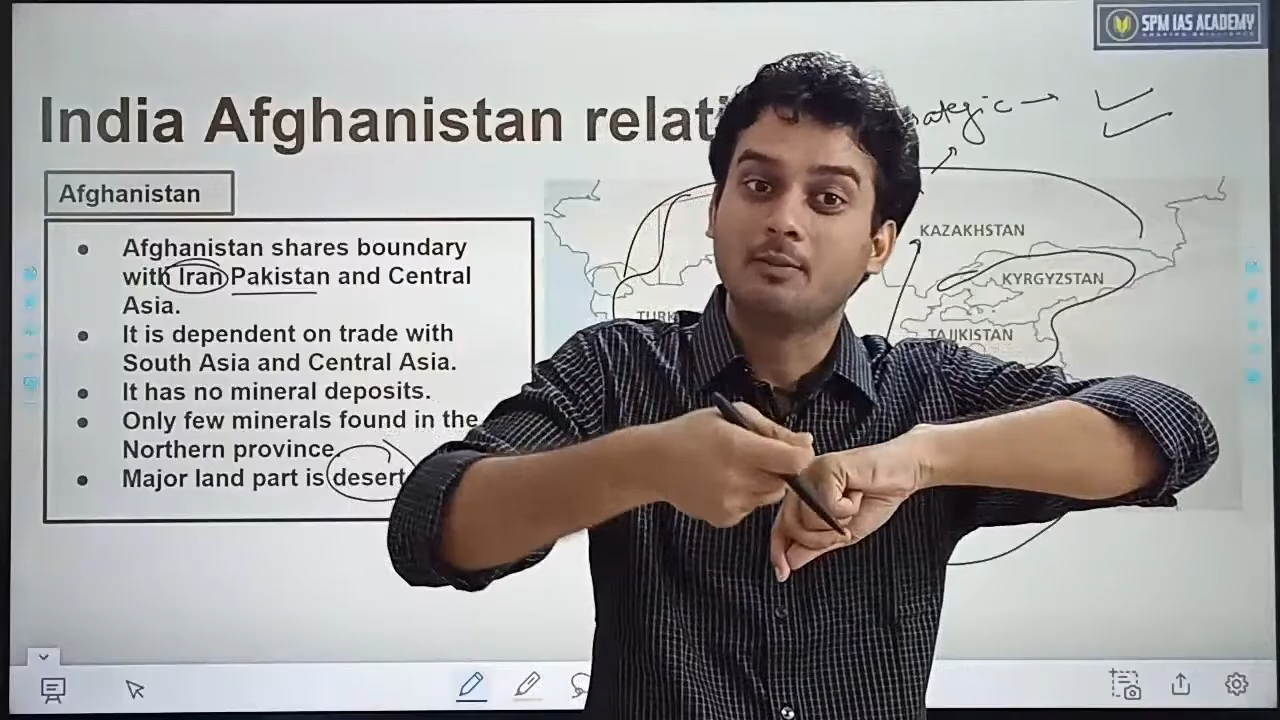 SPM IAS ACADEMY
India Afghanistan relati
Afghanistan
Afghanistan shares boundary
with Iran Pakistan and Central
Asia.
It is dependent on trade with
South Asia and Central Asia.
It has no mineral deposits.
Only few minerals found in the
Northern province.
Major land part is desert
KAZAKHSTAN
KYRGYZSTAN
TURK
TAJIKISTAN